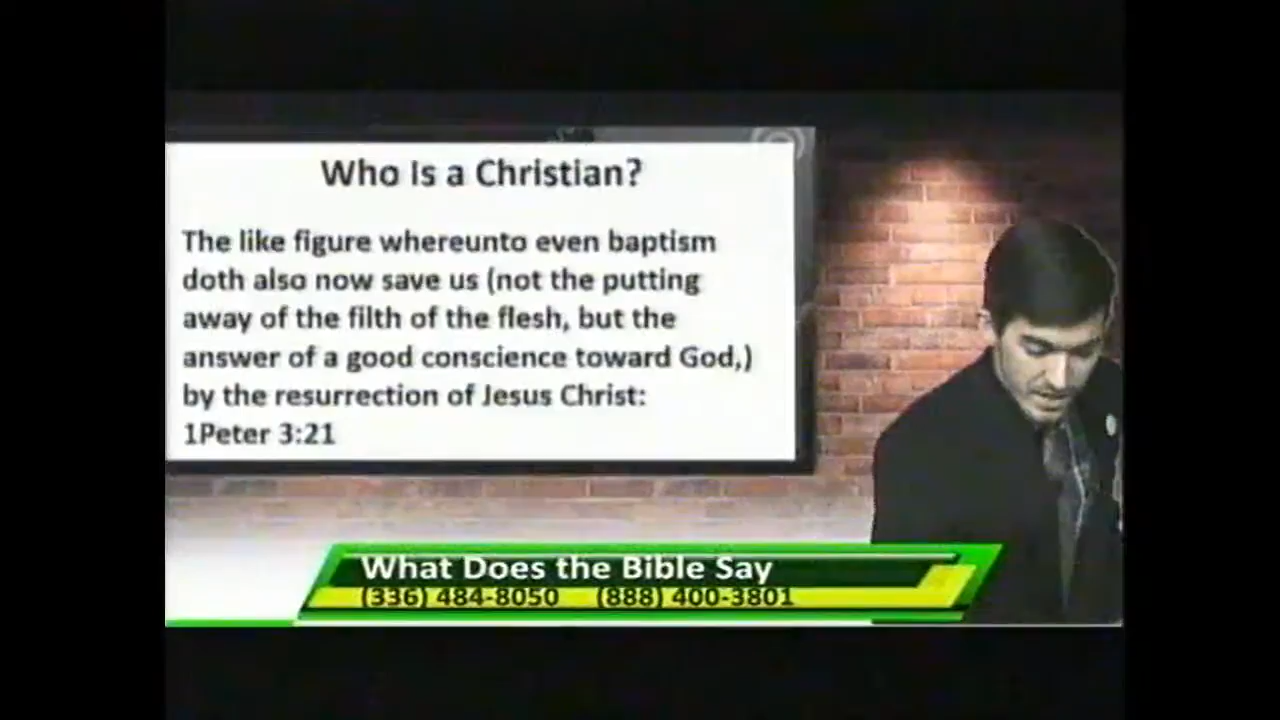 Who Is a Christian?
The like figure whereunto even baptism
doth also now save us (not the putting
away of the filth of the flesh, but the
answer of a good conscience toward God,)
by the resurrection of Jesus Christ:
1Peter 3:21
What Does the Bible Say
(336) 484-8050 (888) 400-3801